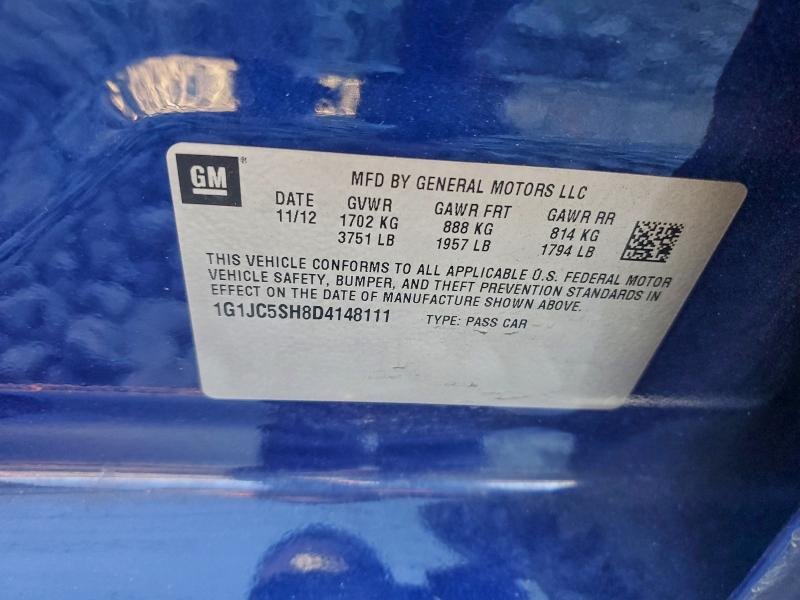 GM ®
MFD BY GENERAL MOTORS LLC
DATE GVWR GAWR FRT GAWR RR
11/12 1702 KG 888 KG 814 KG
3751 LB 1957 LB 1794 LB
THIS VEHICLE CONFORMS TO ALL APPLICABLE U.S. FEDERAL MOTOR
VEHICLE SAFETY, BUMPER, AND THEFT PREVENTION STANDARDS IN
EFFECT ON THE DATE OF MANUFACTURE SHOWN ABOVE.
1G1JC5SH8D4148111 TYPE: PASS CAR